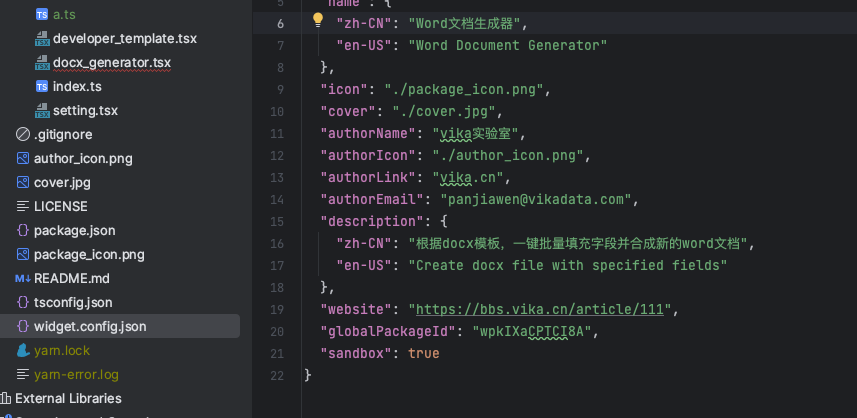 TS a.ts
TSX developer_template.tsx
TSX docx_generator.tsx
TS index.ts
TSX setting.tsx
.gitignore
author_icon.png
cover.jpg
LICENSE
package.json
package_icon.png
README.md
tsconfig.json
widget.config.json
yarn.lock
yarn-error.log
External Libraries
5 "name": {
6 "zh-CN": "Word文档生成器",
7 "en-US": "Word Document Generator"
8 },
9 "icon": "./package_icon.png",
10 "cover": "./cover.jpg",
11 "authorName": "vika实验室",
12 "authorIcon": "./author_icon.png",
13 "authorLink": "vika.cn",
14 "authorEmail": "panjiawen@vikadata.com",
15 "description": {
16 "zh-CN": "根据docx模板，一键批量填充字段并合成新的word文档",
17 "en-US": "Create docx file with specified fields"
18 },
19 "website": "https://bbs.vika.cn/article/111",
20 "globalPackageId": "wpkIXaCPTCI8A",
21 "sandbox": true
22 }